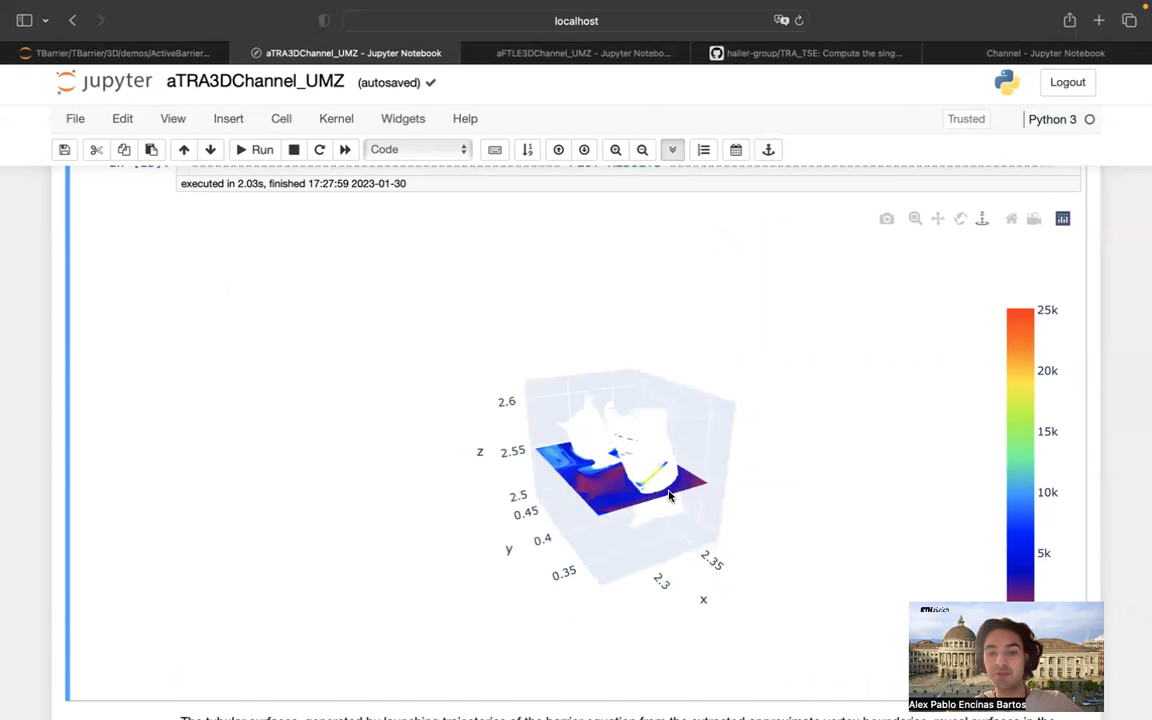 localhost
TBarrier/TBarrier/3D/demos/ActiveBarrier...
aTRA3DChannel_UMZ - Jupyter Notebook
aFTLE3DChannel_UMZ - Jupyter Notebo...
haller-group/TRA_TSE: Compute the sing...
Channel - Jupyter Notebook
jupyter aTRA3DChannel_UMZ (autosaved)
Logout
File Edit View Insert Cell Kernel Widgets Help
Trusted
Python 3
Run
Code
executed in 2.03s, finished 17:27:59 2023-01-30
25k
20k
15k
10k
5k
2.6
z 2.55
2.5
0.45
y 0.4
0.35
2.35
2.3
x
ETH zürich
Alex Pablo Encinas Bartos